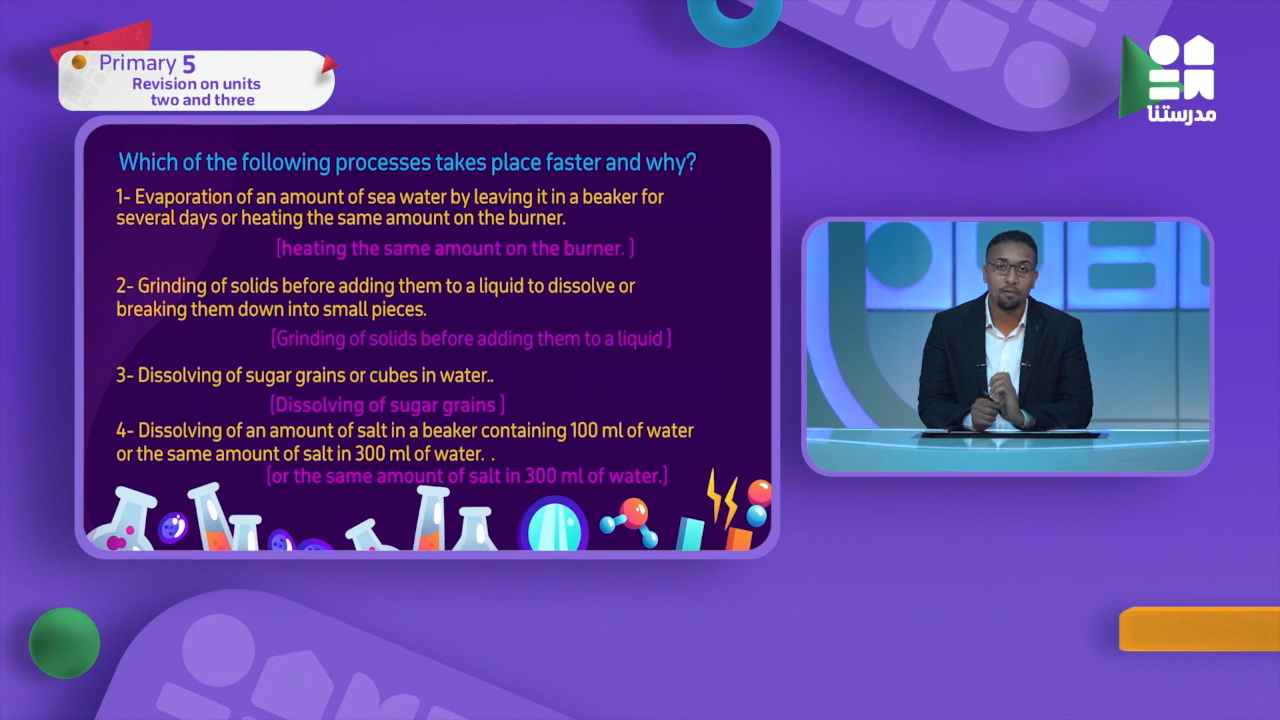 Primary 5
Revision on units
two and three
مدرستنا
Which of the following processes takes place faster and why?
1- Evaporation of an amount of sea water by leaving it in a beaker for
several days or heating the same amount on the burner.
(heating the same amount on the burner. )
2- Grinding of solids before adding them to a liquid to dissolve or
breaking them down into small pieces.
(Grinding of solids before adding them to a liquid )
3- Dissolving of sugar grains or cubes in water..
(Dissolving of sugar grains )
4- Dissolving of an amount of salt in a beaker containing 100 ml of water
or the same amount of salt in 300 ml of water. .
(or the same amount of salt in 300 ml of water.)